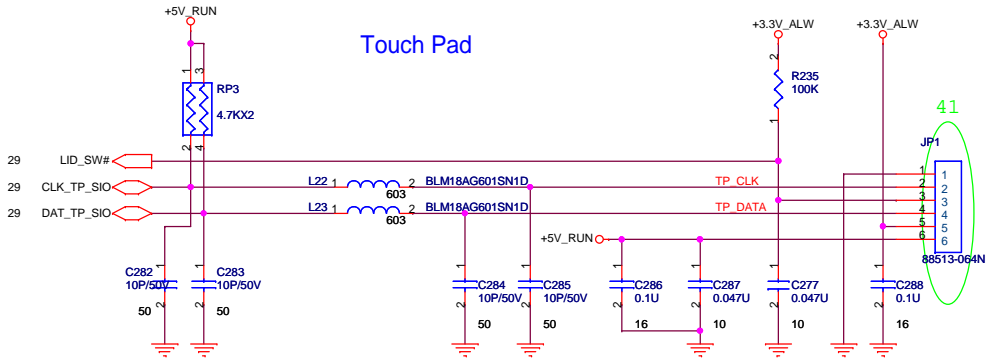 +5V_RUN
Touch Pad
+3.3V_ALW
+3.3V_ALW
1
3
RP3
4.7KX2
2
4
2
R235
100K
1
41
JP1
29 LID_SW#
29 CLK_TP_SIO
L22 1 2 BLM18AG601SN1D
603
TP_CLK
29 DAT_TP_SIO
L23 1 2 BLM18AG601SN1D
603
TP_DATA
1 1
2 2
3 3
4 4
5 5
6 6
88513-064N
+5V_RUN
1
C282
10P/50V
2
50
1
C283
10P/50V
2
50
1
C284
10P/50V
2
50
1
C285
10P/50V
2
50
1
C286
0.1U
2
16
1
C287
0.047U
2
10
1
C277
0.047U
2
10
1
C288
0.1U
2
16